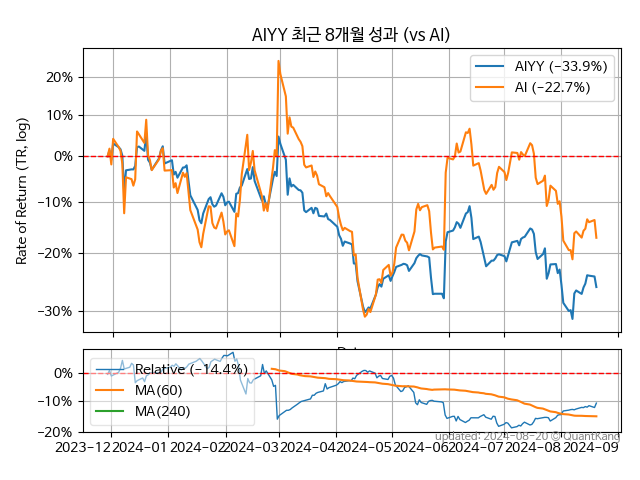 AIYY 최근 8개월 성과 (vs AI)
Rate of Return (TR, log)
20%
10%
0%
−10%
−20%
−30%
AIYY (−33.9%)
AI (−22.7%)
0%
−10%
−20%
Relative (−14.4%)
MA(60)
MA(240)
updated: 2024-08-20 © QuantKang
2023-12 2024-01 2024-02 2024-03 2024-04 2024-05 2024-06 2024-07 2024-08 2024-09